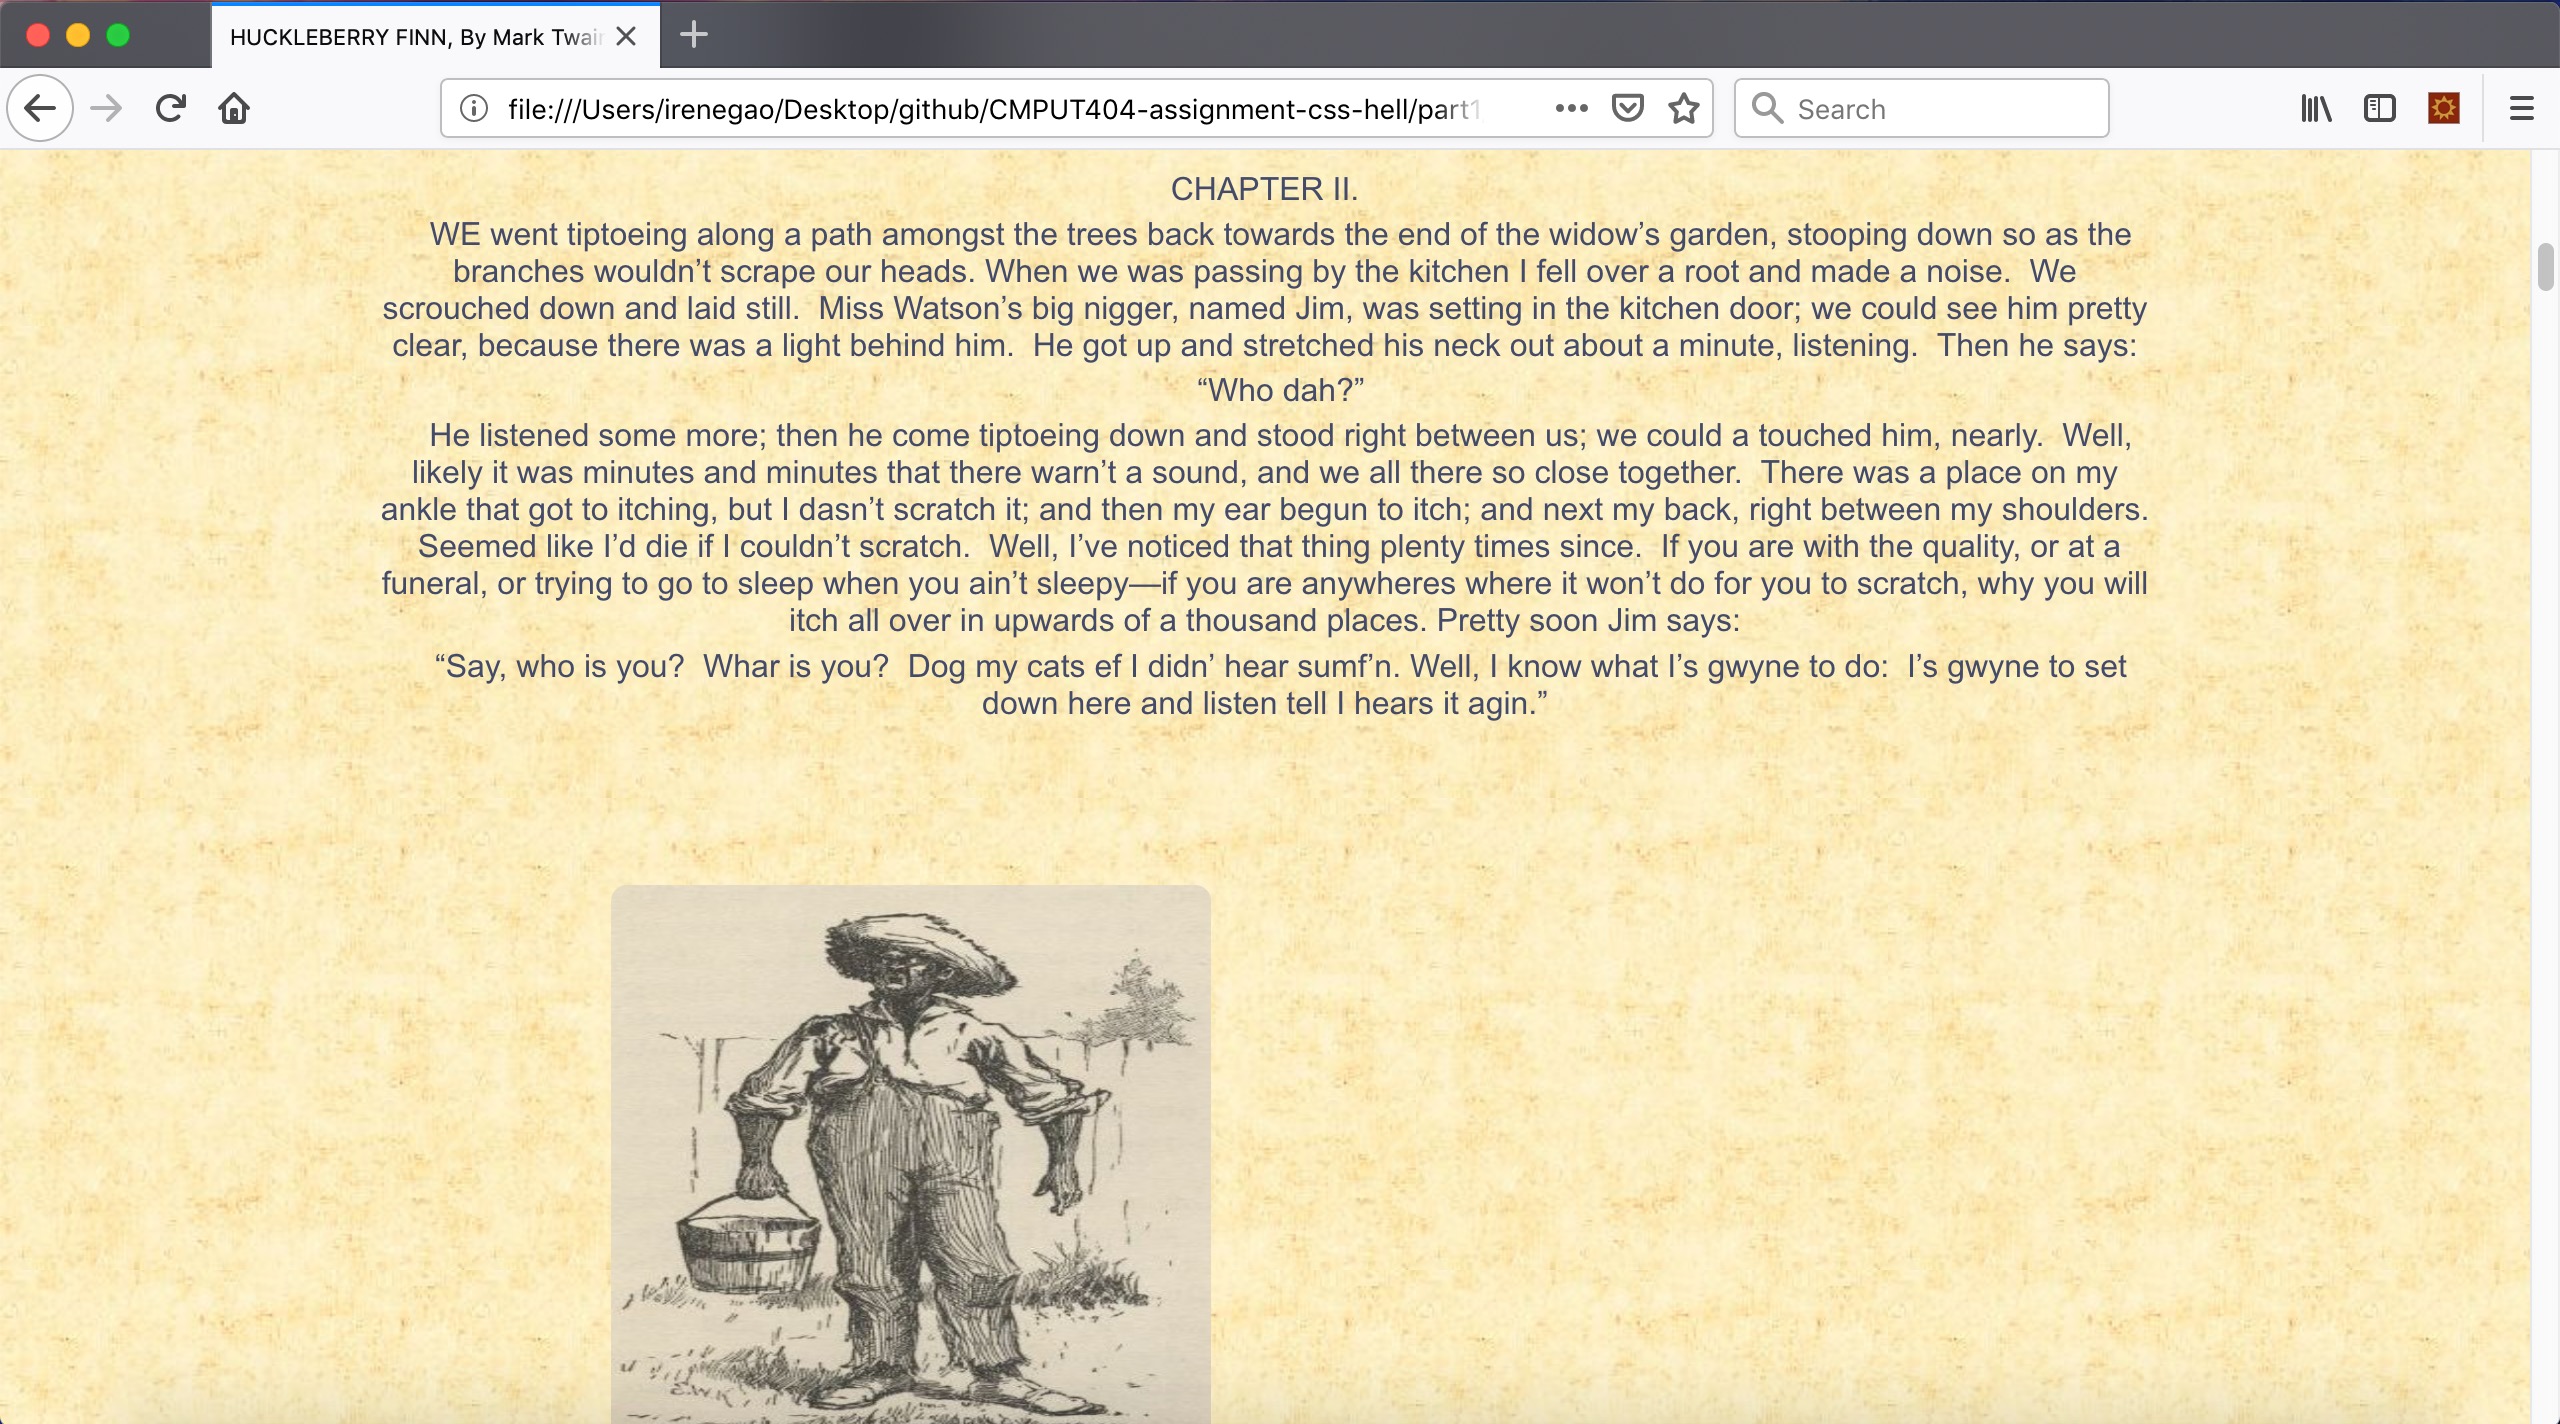 HUCKLEBERRY FINN, By Mark Twain
file:///Users/irenegao/Desktop/github/CMPUT404-assignment-css-hell/part1
Search
CHAPTER II.
WE went tiptoeing along a path amongst the trees back towards the end of the widow’s garden, stooping down so as the
branches wouldn’t scrape our heads. When we was passing by the kitchen I fell over a root and made a noise.  We
scrouched down and laid still.  Miss Watson’s big nigger, named Jim, was setting in the kitchen door; we could see him pretty
clear, because there was a light behind him.  He got up and stretched his neck out about a minute, listening.  Then he says:
“Who dah?”
He listened some more; then he come tiptoeing down and stood right between us; we could a touched him, nearly.  Well,
likely it was minutes and minutes that there warn’t a sound, and we all there so close together.  There was a place on my
ankle that got to itching, but I dasn’t scratch it; and then my ear begun to itch; and next my back, right between my shoulders.
Seemed like I’d die if I couldn’t scratch.  Well, I’ve noticed that thing plenty times since.  If you are with the quality, or at a
funeral, or trying to go to sleep when you ain’t sleepy—if you are anywheres where it won’t do for you to scratch, why you will
itch all over in upwards of a thousand places. Pretty soon Jim says:
“Say, who is you?  Whar is you?  Dog my cats ef I didn’ hear sumf’n. Well, I know what I’s gwyne to do:  I’s gwyne to set
down here and listen tell I hears it agin.”
E.W.K.